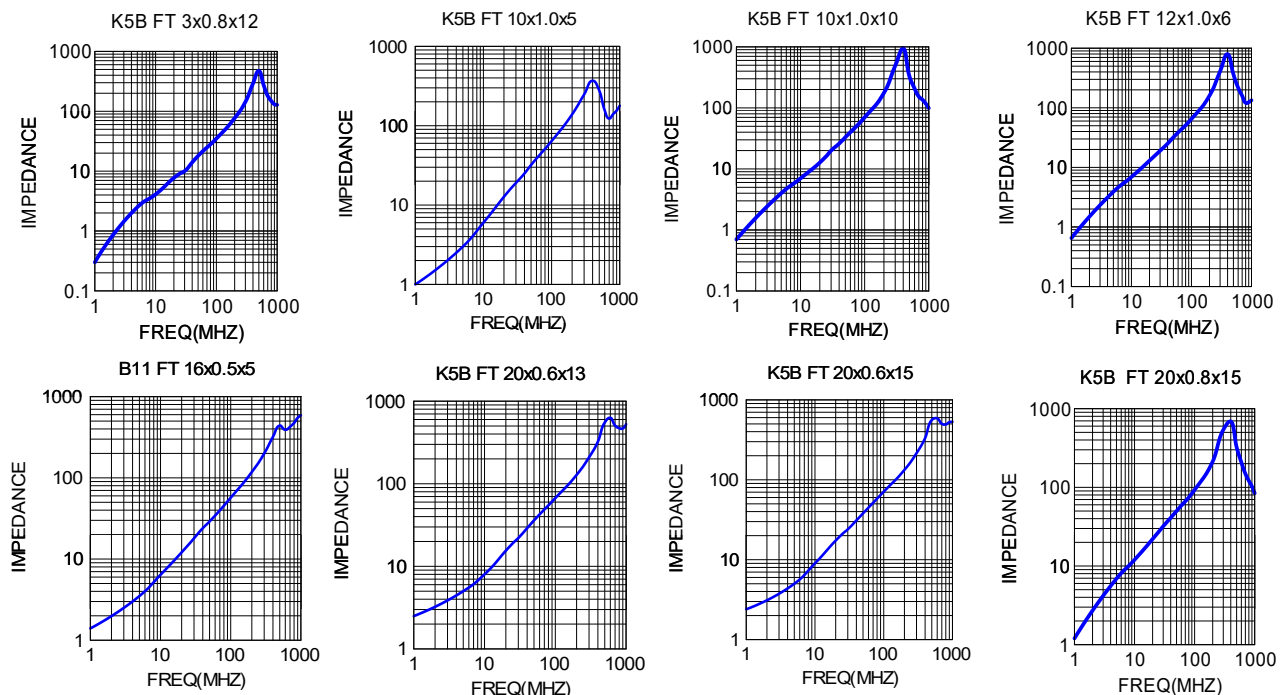 K5B FT 3x0.8x12
1000
100
10
1
0.1
IMPEDANCE
1 10 100 1000
FREQ(MHZ)
K5B FT 10x1.0x5
1000
100
10
1
IMPEDANCE
1 10 100 1000
FREQ(MHZ)
K5B FT 10x1.0x10
1000
100
10
1
0.1
IMPEDANCE
1 10 100 1000
FREQ(MHZ)
K5B FT 12x1.0x6
1000
100
10
1
0.1
IMPEDANCE
1 10 100 1000
FREQ(MHZ)
B11 FT 16x0.5x5
1000
100
10
1
IMPEDANCE
1 10 100 1000
FREQ(MHZ)
K5B FT 20x0.6x13
1000
100
10
1
IMPEDANCE
1 10 100 1000
FREQ(MHZ)
K5B FT 20x0.6x15
1000
100
10
1
IMPEDANCE
1 10 100 1000
FREQ(MHZ)
K5B FT 20x0.8x15
1000
100
10
1
IMPEDANCE
1 10 100 1000
FREQ(MHZ)